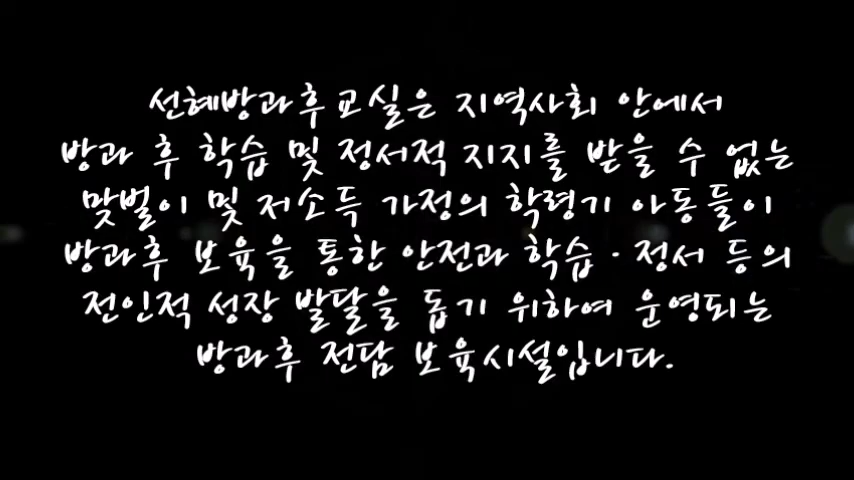 선혜방과후교실은 지역사회 안에서
방과 후 학습 및 정서적 지지를 받을 수 없는
맞벌이 및 저소득 가정의 학령기 아동들이
방과후 보육을 통한 안전과 학습·정서 등의
전인적 성장 발달을 돕기 위하여 운영되는
방과후 전담 보육시설입니다.